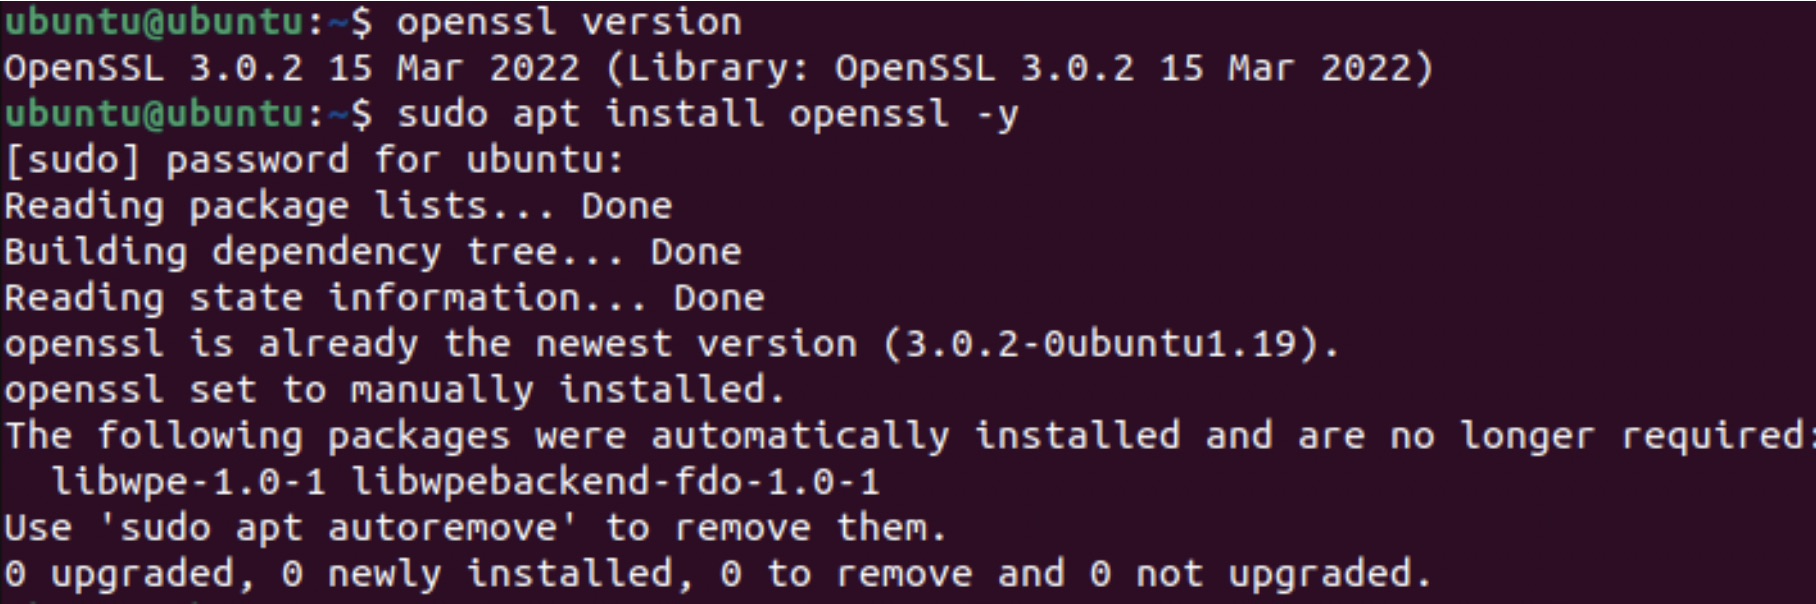 ubuntu@ubuntu:~$ openssl version
OpenSSL 3.0.2 15 Mar 2022 (Library: OpenSSL 3.0.2 15 Mar 2022)
ubuntu@ubuntu:~$ sudo apt install openssl -y
[sudo] password for ubuntu:
Reading package lists... Done
Building dependency tree... Done
Reading state information... Done
openssl is already the newest version (3.0.2-0ubuntu1.19).
openssl set to manually installed.
The following packages were automatically installed and are no longer required:
  libwpe-1.0-1 libwpebackend-fdo-1.0-1
Use 'sudo apt autoremove' to remove them.
0 upgraded, 0 newly installed, 0 to remove and 0 not upgraded.